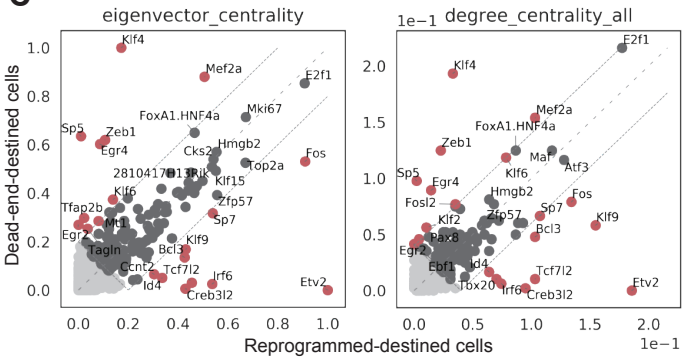 eigenvector_centrality
1e−1 degree_centrality_all
Dead-end-destined cells
1.0
0.8
0.6
0.4
0.2
0.0
Klf4
Mef2a
E2f1
Mki67
FoxA1.HNF4a
Sp5
Zeb1
Egr4
Cks2
Hmgb2
Fos
2810417H13Rik
Top2a
Klf15
Klf6
Zfp57
Tfap2b
Sp7
Mt1
Egr2
Tagln
Bcl3
Klf9
Ccnt2
Tcf7l2
Id4
Irf6
Creb3l2
Etv2
0.0 0.2 0.4 0.6 0.8 1.0
2.0
1.5
1.0
0.5
0.0
E2f1
Klf4
Mef2a
FoxA1.HNF4a
Zeb1
Maf
Atf3
Sp5
Klf6
Egr4
Fosl2
Hmgb2
Fos
Sp7
Klf2
Zfp57
Klf9
Pax8
Bcl3
Egr2
Ebf1
Id4
Tcf7l2
Tbx20
Irf6
Creb3l2
Etv2
0.0 0.5 1.0 1.5 2.0
1e−1
Reprogrammed-destined cells